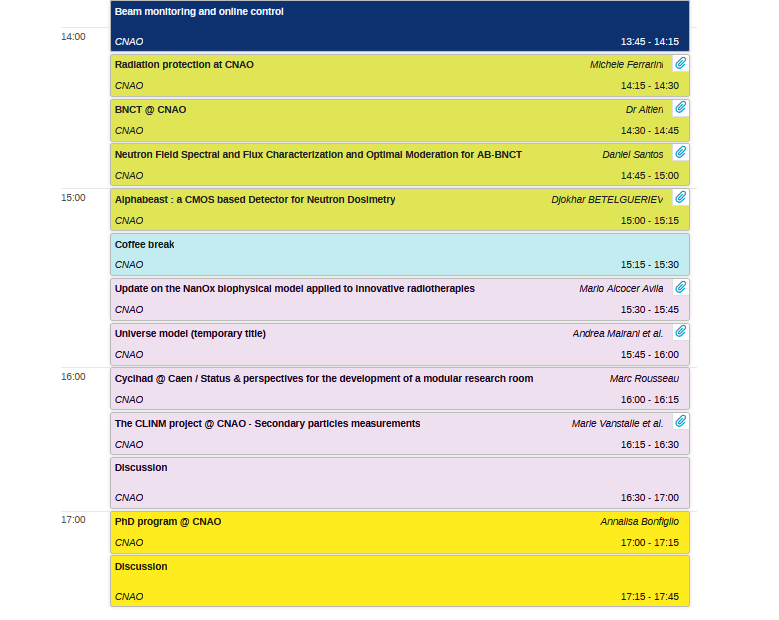 Beam monitoring and online control
14:00
CNAO 13:45 - 14:15
Radiation protection at CNAO Michele Ferrarini
CNAO 14:15 - 14:30
BNCT @ CNAO Dr Altieri
CNAO 14:30 - 14:45
Neutron Field Spectral and Flux Characterization and Optimal Moderation for AB-BNCT Daniel Santos
CNAO 14:45 - 15:00
15:00 Alphabeast : a CMOS based Detector for Neutron Dosimetry Djokhar BETELGUERIEV
CNAO 15:00 - 15:15
Coffee break
CNAO 15:15 - 15:30
Update on the NanOx biophysical model applied to innovative radiotherapies Mario Alcocer Avila
CNAO 15:30 - 15:45
Universe model (temporary title) Andrea Mairani et al.
CNAO 15:45 - 16:00
16:00 Cycihad @ Caen / Status & perspectives for the development of a modular research room Marc Rousseau
CNAO 16:00 - 16:15
The CLINM project @ CNAO - Secondary particles measurements Marie Vanstalle et al.
CNAO 16:15 - 16:30
Discussion
CNAO 16:30 - 17:00
17:00 PhD program @ CNAO Annalisa Bonfiglio
CNAO 17:00 - 17:15
Discussion
CNAO 17:15 - 17:45